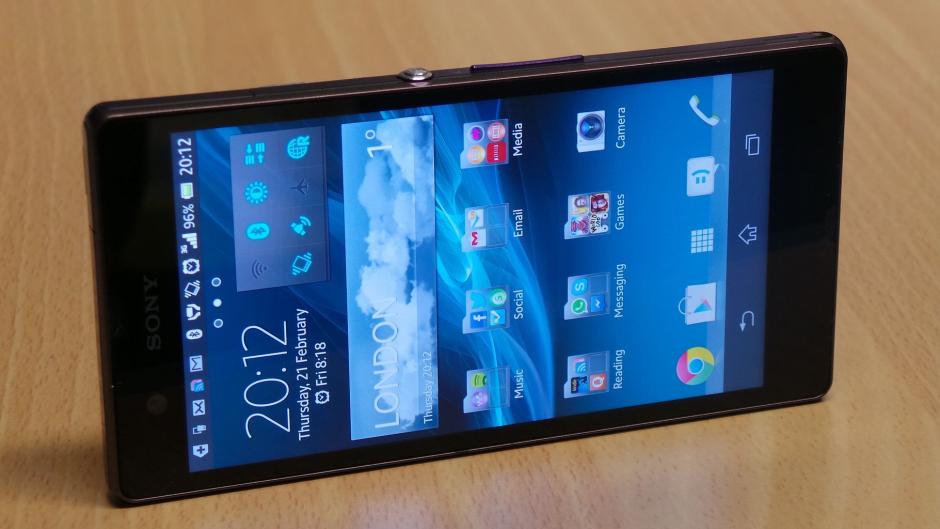 SONY
3G 96% 20:12
20:12
Thursday, 21 February
Fri 8:18
R
LONDON 1°
Thursday 20:12
Music Social Email Media
Reading Messaging Games Camera